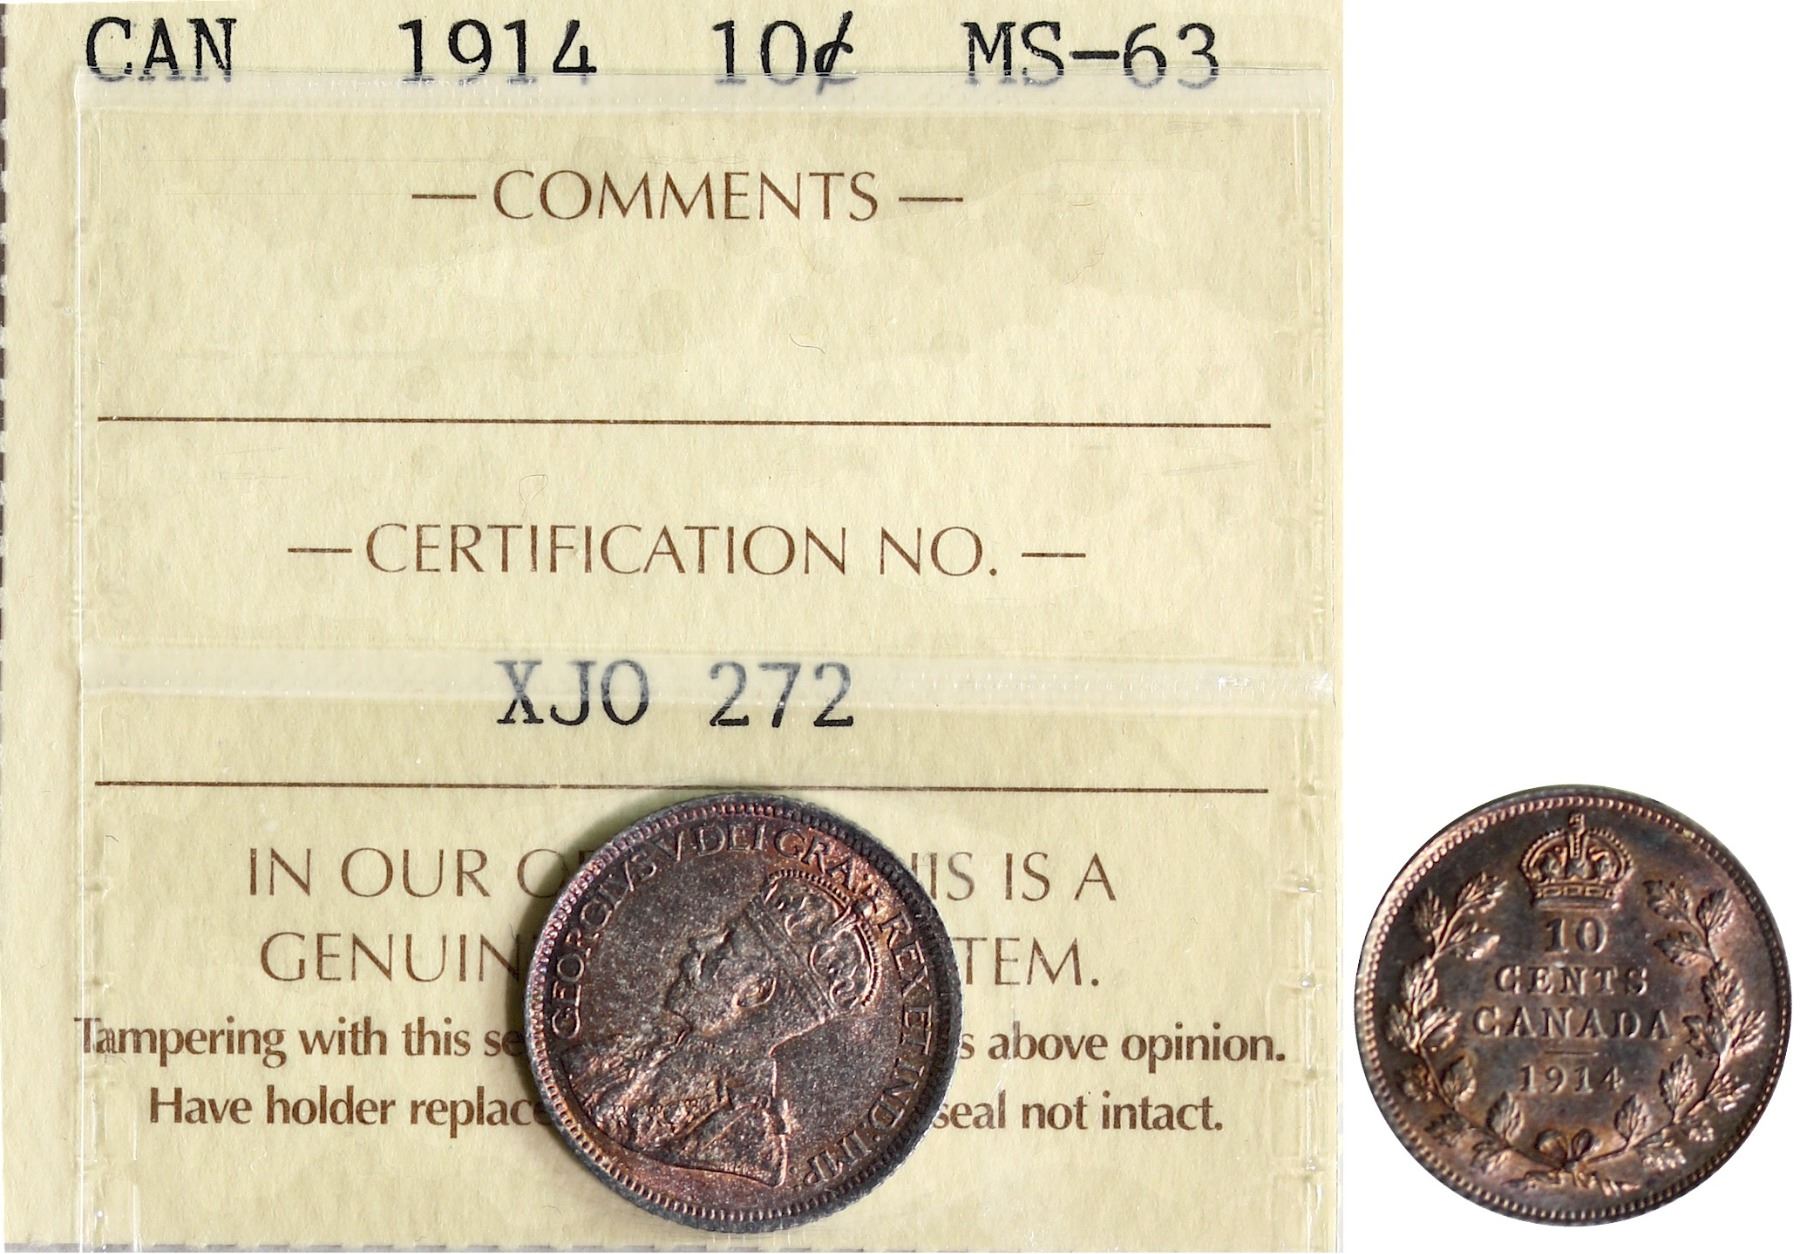 CAN 1914 10¢ MS-63
— COMMENTS —
— CERTIFICATION NO. —
XJO 272
IN OUR IS IS A
GENUIN TEM.
Tampering with this se s above opinion.
Have holder replace seal not intact.
GEORGIVS V DEI GRA: REX ET IND: IMP:
10
CENTS
CANADA
1914